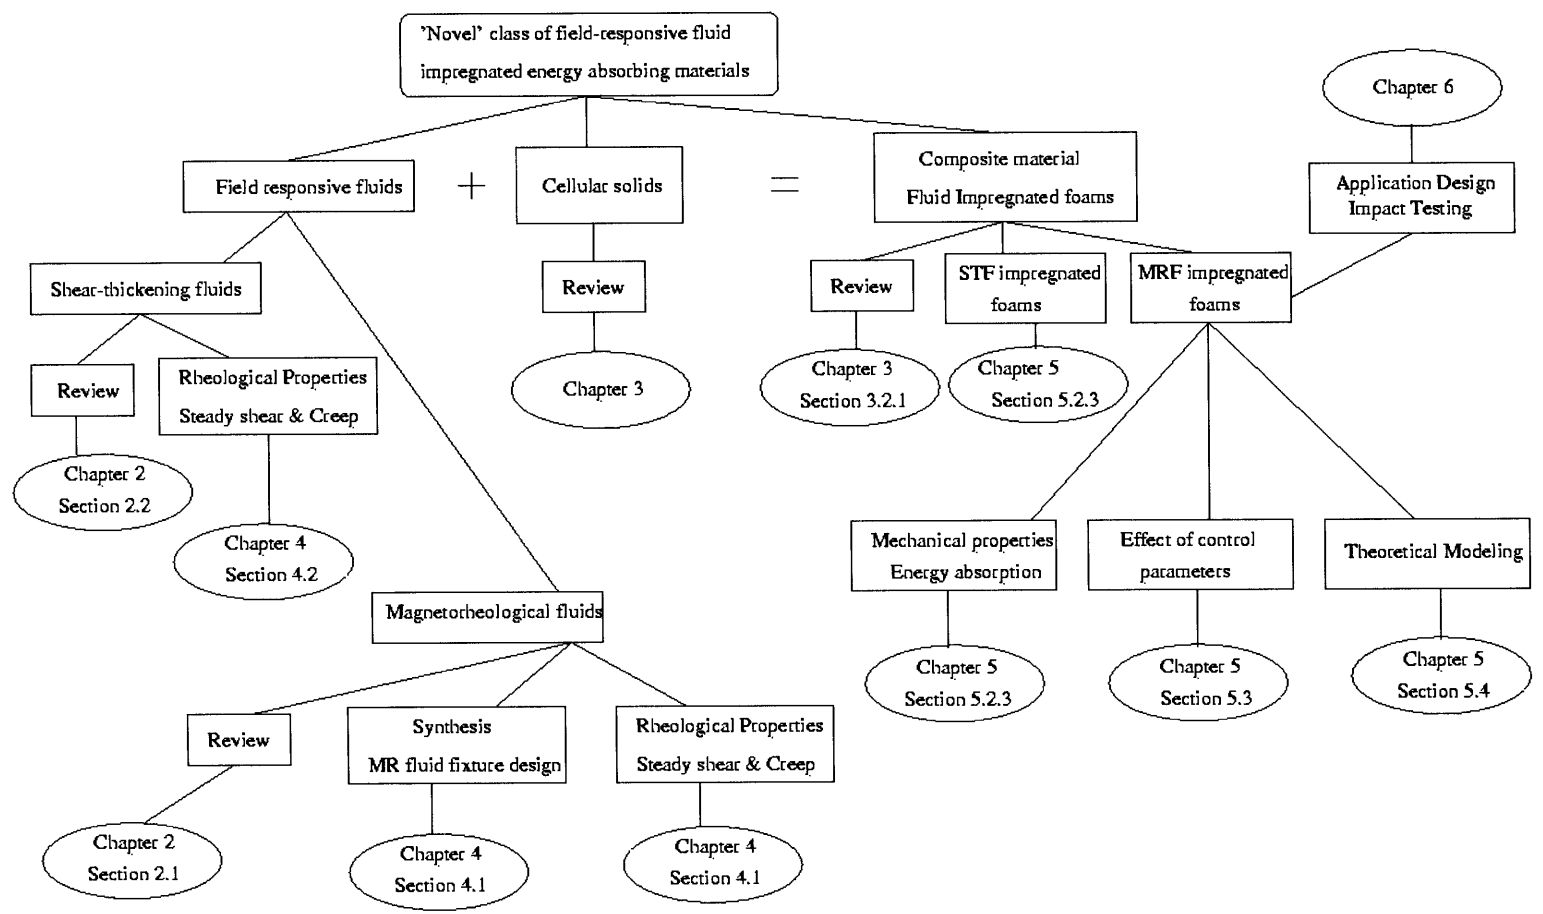 'Novel' class of field-responsive fluid
impregnated energy absorbing materials
Chapter 6
Field responsive fluids
+
Cellular solids
=
Composite material
Fluid Impregnated foams
Application Design
Impact Testing
Shear-thickening fluids
Review
Review
STF impregnated
foams
MRF impregnated
foams
Review
Rheological Properties
Steady shear & Creep
Chapter 3
Chapter 3
Section 3.2.1
Chapter 5
Section 5.2.3
Chapter 2
Section 2.2
Chapter 4
Section 4.2
Mechanical properties
Energy absorption
Effect of control
parameters
Theoretical Modeling
Magnetorheological fluids
Chapter 5
Section 5.2.3
Chapter 5
Section 5.3
Chapter 5
Section 5.4
Review
Synthesis
MR fluid fixture design
Rheological Properties
Steady shear & Creep
Chapter 2
Section 2.1
Chapter 4
Section 4.1
Chapter 4
Section 4.1